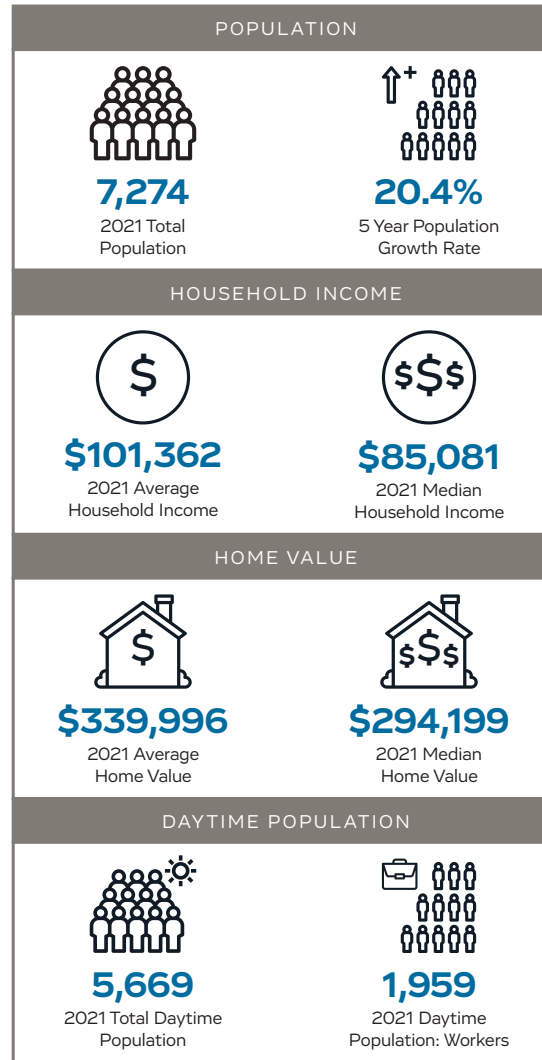 POPULATION
7,274
2021 Total
Population
20.4%
5 Year Population
Growth Rate
HOUSEHOLD INCOME
$
$101,362
2021 Average
Household Income
$$$
$85,081
2021 Median
Household Income
HOME VALUE
$
$339,996
2021 Average
Home Value
$$$
$294,199
2021 Median
Home Value
DAYTIME POPULATION
5,669
2021 Total Daytime
Population
1,959
2021 Daytime
Population: Workers